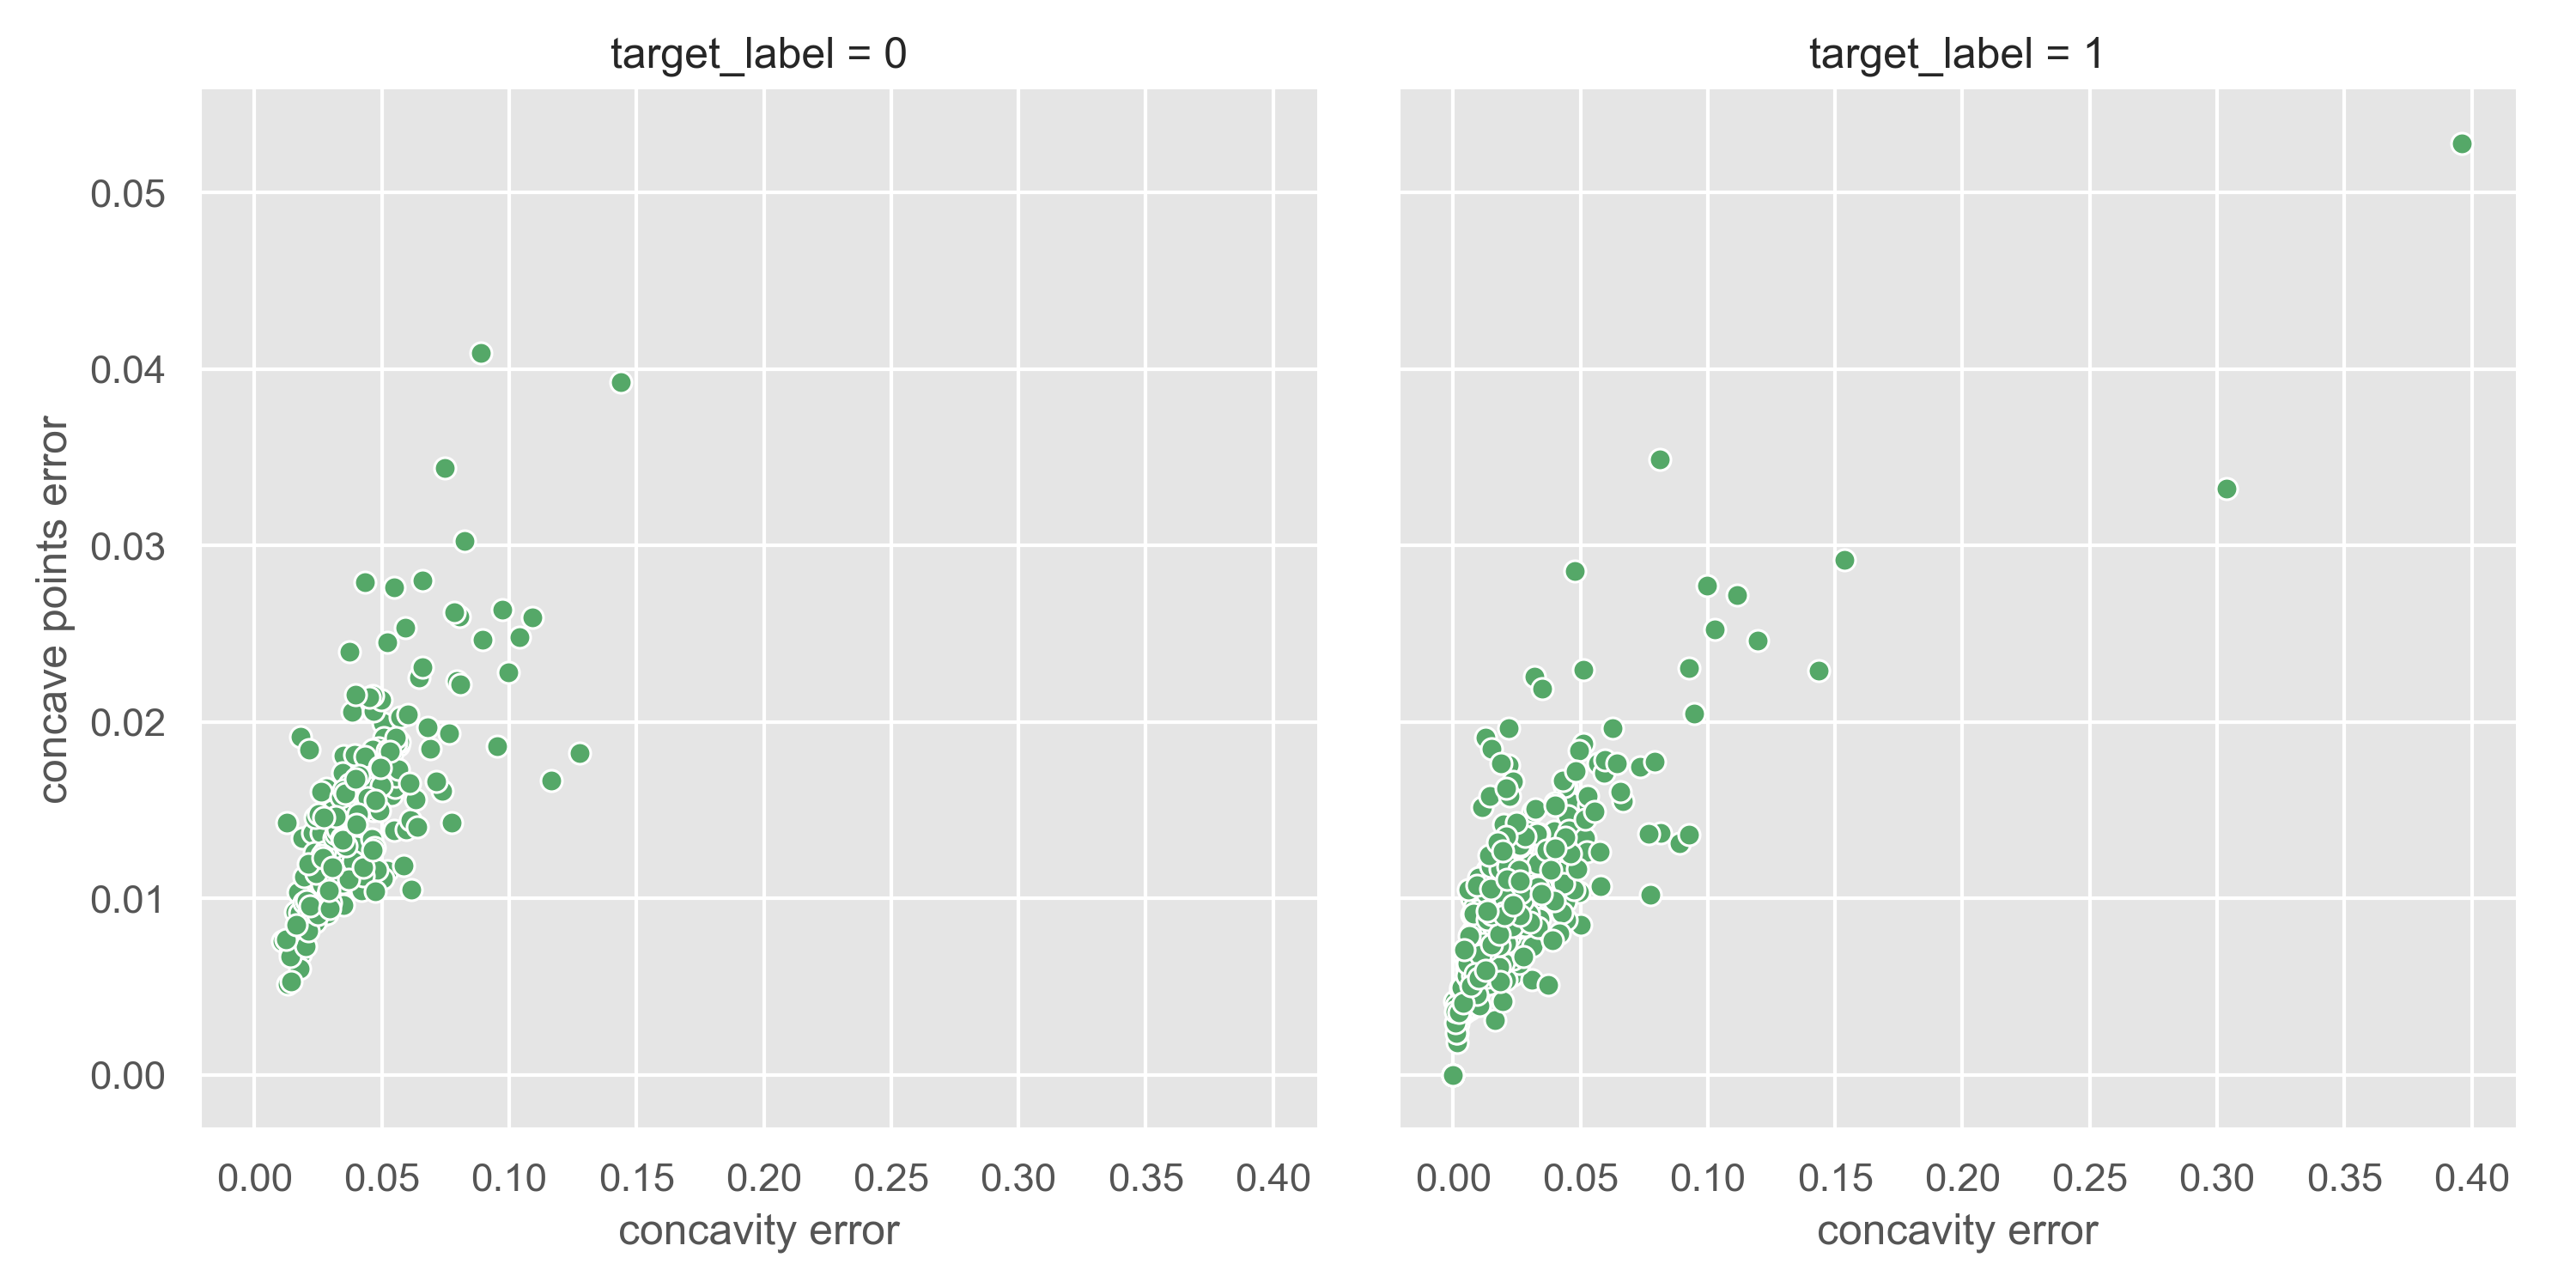 target_label = 0
target_label = 1
concave points error
0.05
0.04
0.03
0.02
0.01
0.00
0.00 0.05 0.10 0.15 0.20 0.25 0.30 0.35 0.40
0.00 0.05 0.10 0.15 0.20 0.25 0.30 0.35 0.40
concavity error
concavity error